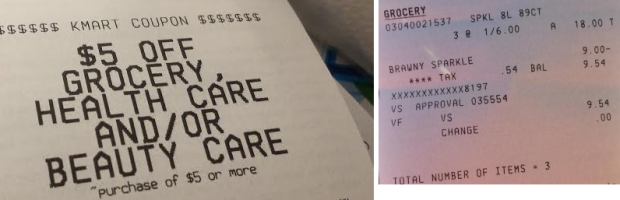 $$$$$$ KMART COUPON $$$$$$$
$5 OFF
GROCERY,
HEALTH CARE
AND/OR
BEAUTY CARE
"purchase of $5 or more
GROCERY
03040021537 SPKL 8L 89CT
3 @ 1/6.00 A 18.00 T
9.00-
BRAWNY SPARKLE
**** TAX .54 BAL 9.54
XXXXXXXXXXXX8197
VS APPROVAL 035554
VF VS 9.54
CHANGE .00
TOTAL NUMBER OF ITEMS = 3